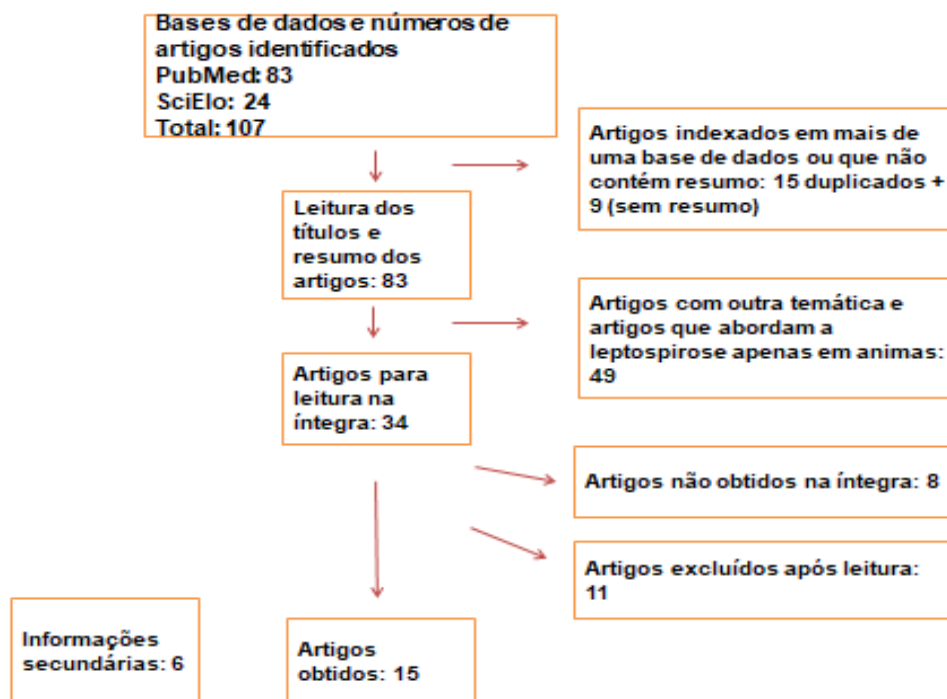 Bases de dados e números de
artigos identificados
PubMed: 83
SciElo: 24
Total: 107
Artigos indexados em mais de
uma base de dados ou que não
contém resumo: 15 duplicados +
9 (sem resumo)
Leitura dos
títulos e
resumo dos
artigos: 83
Artigos com outra temática e
artigos que abordam a
leptospirose apenas em animas:
49
Artigos para
leitura na
íntegra: 34
Artigos não obtidos na íntegra: 8
Artigos excluídos após leitura:
11
Informações
secundárias: 6
Artigos
obtidos: 15